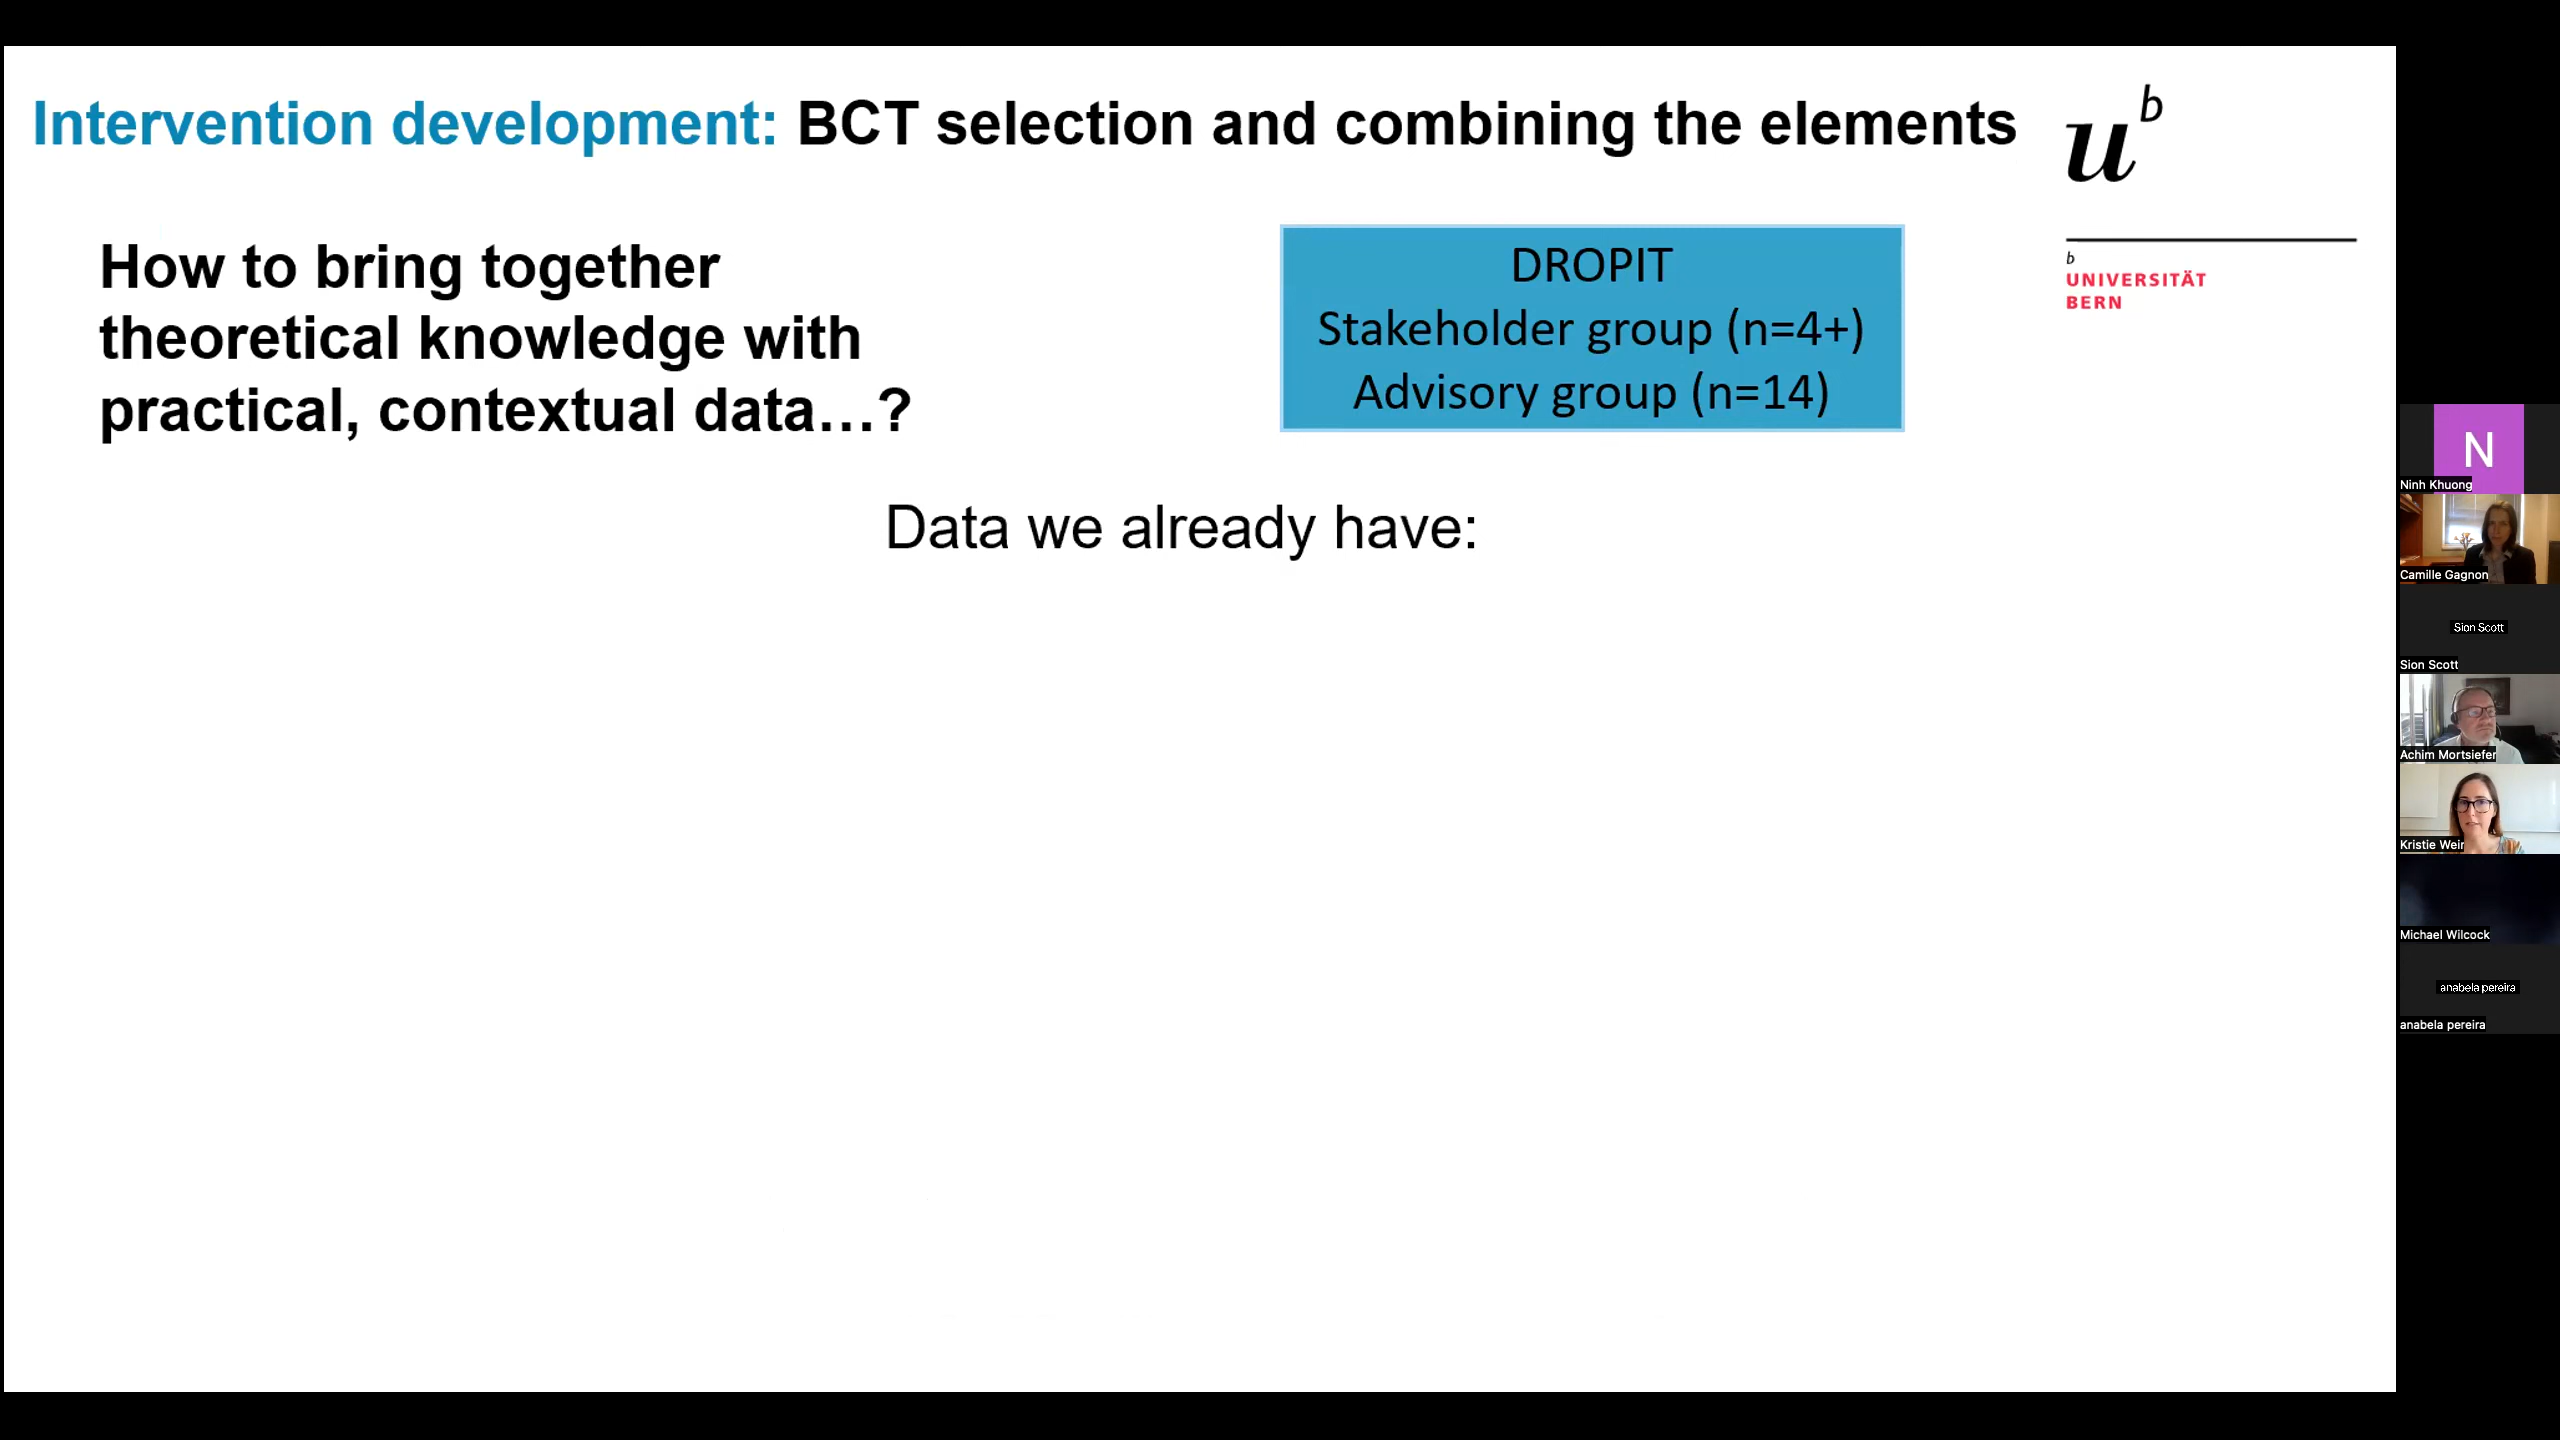 Intervention development: BCT selection and combining the elements
u^b
b
UNIVERSITÄT
BERN
How to bring together
theoretical knowledge with
practical, contextual data…?
DROPIT
Stakeholder group (n=4+)
Advisory group (n=14)
Data we already have:
N
Ninh Khuong
Camille Gagnon
Sion Scott
Sion Scott
Achim Mortsiefer
Kristie Weir
Michael Wilcock
anabela pereira
anabela pereira